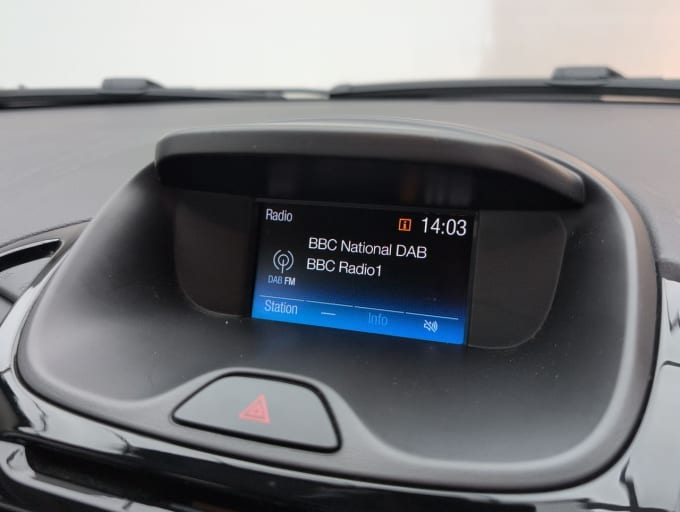 Radio 14:03
BBC National DAB
BBC Radio1
DAB FM
Station Info